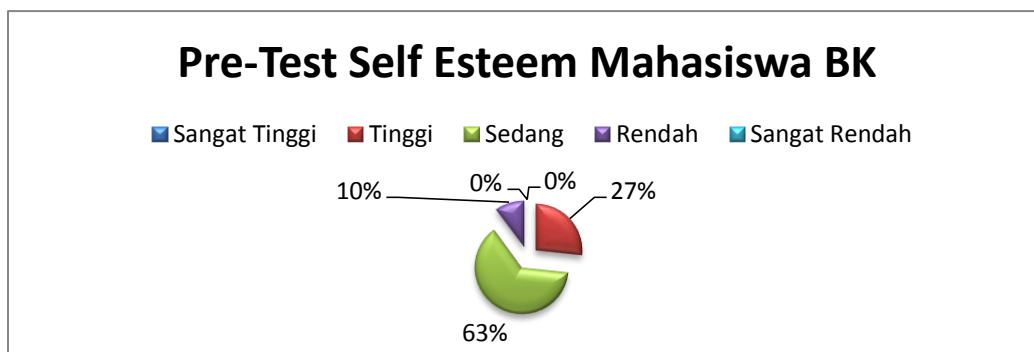 Pre-Test Self Esteem Mahasiswa BK
Sangat Tinggi Tinggi Sedang Rendah Sangat Rendah
10% 0% 0% 27%
63%